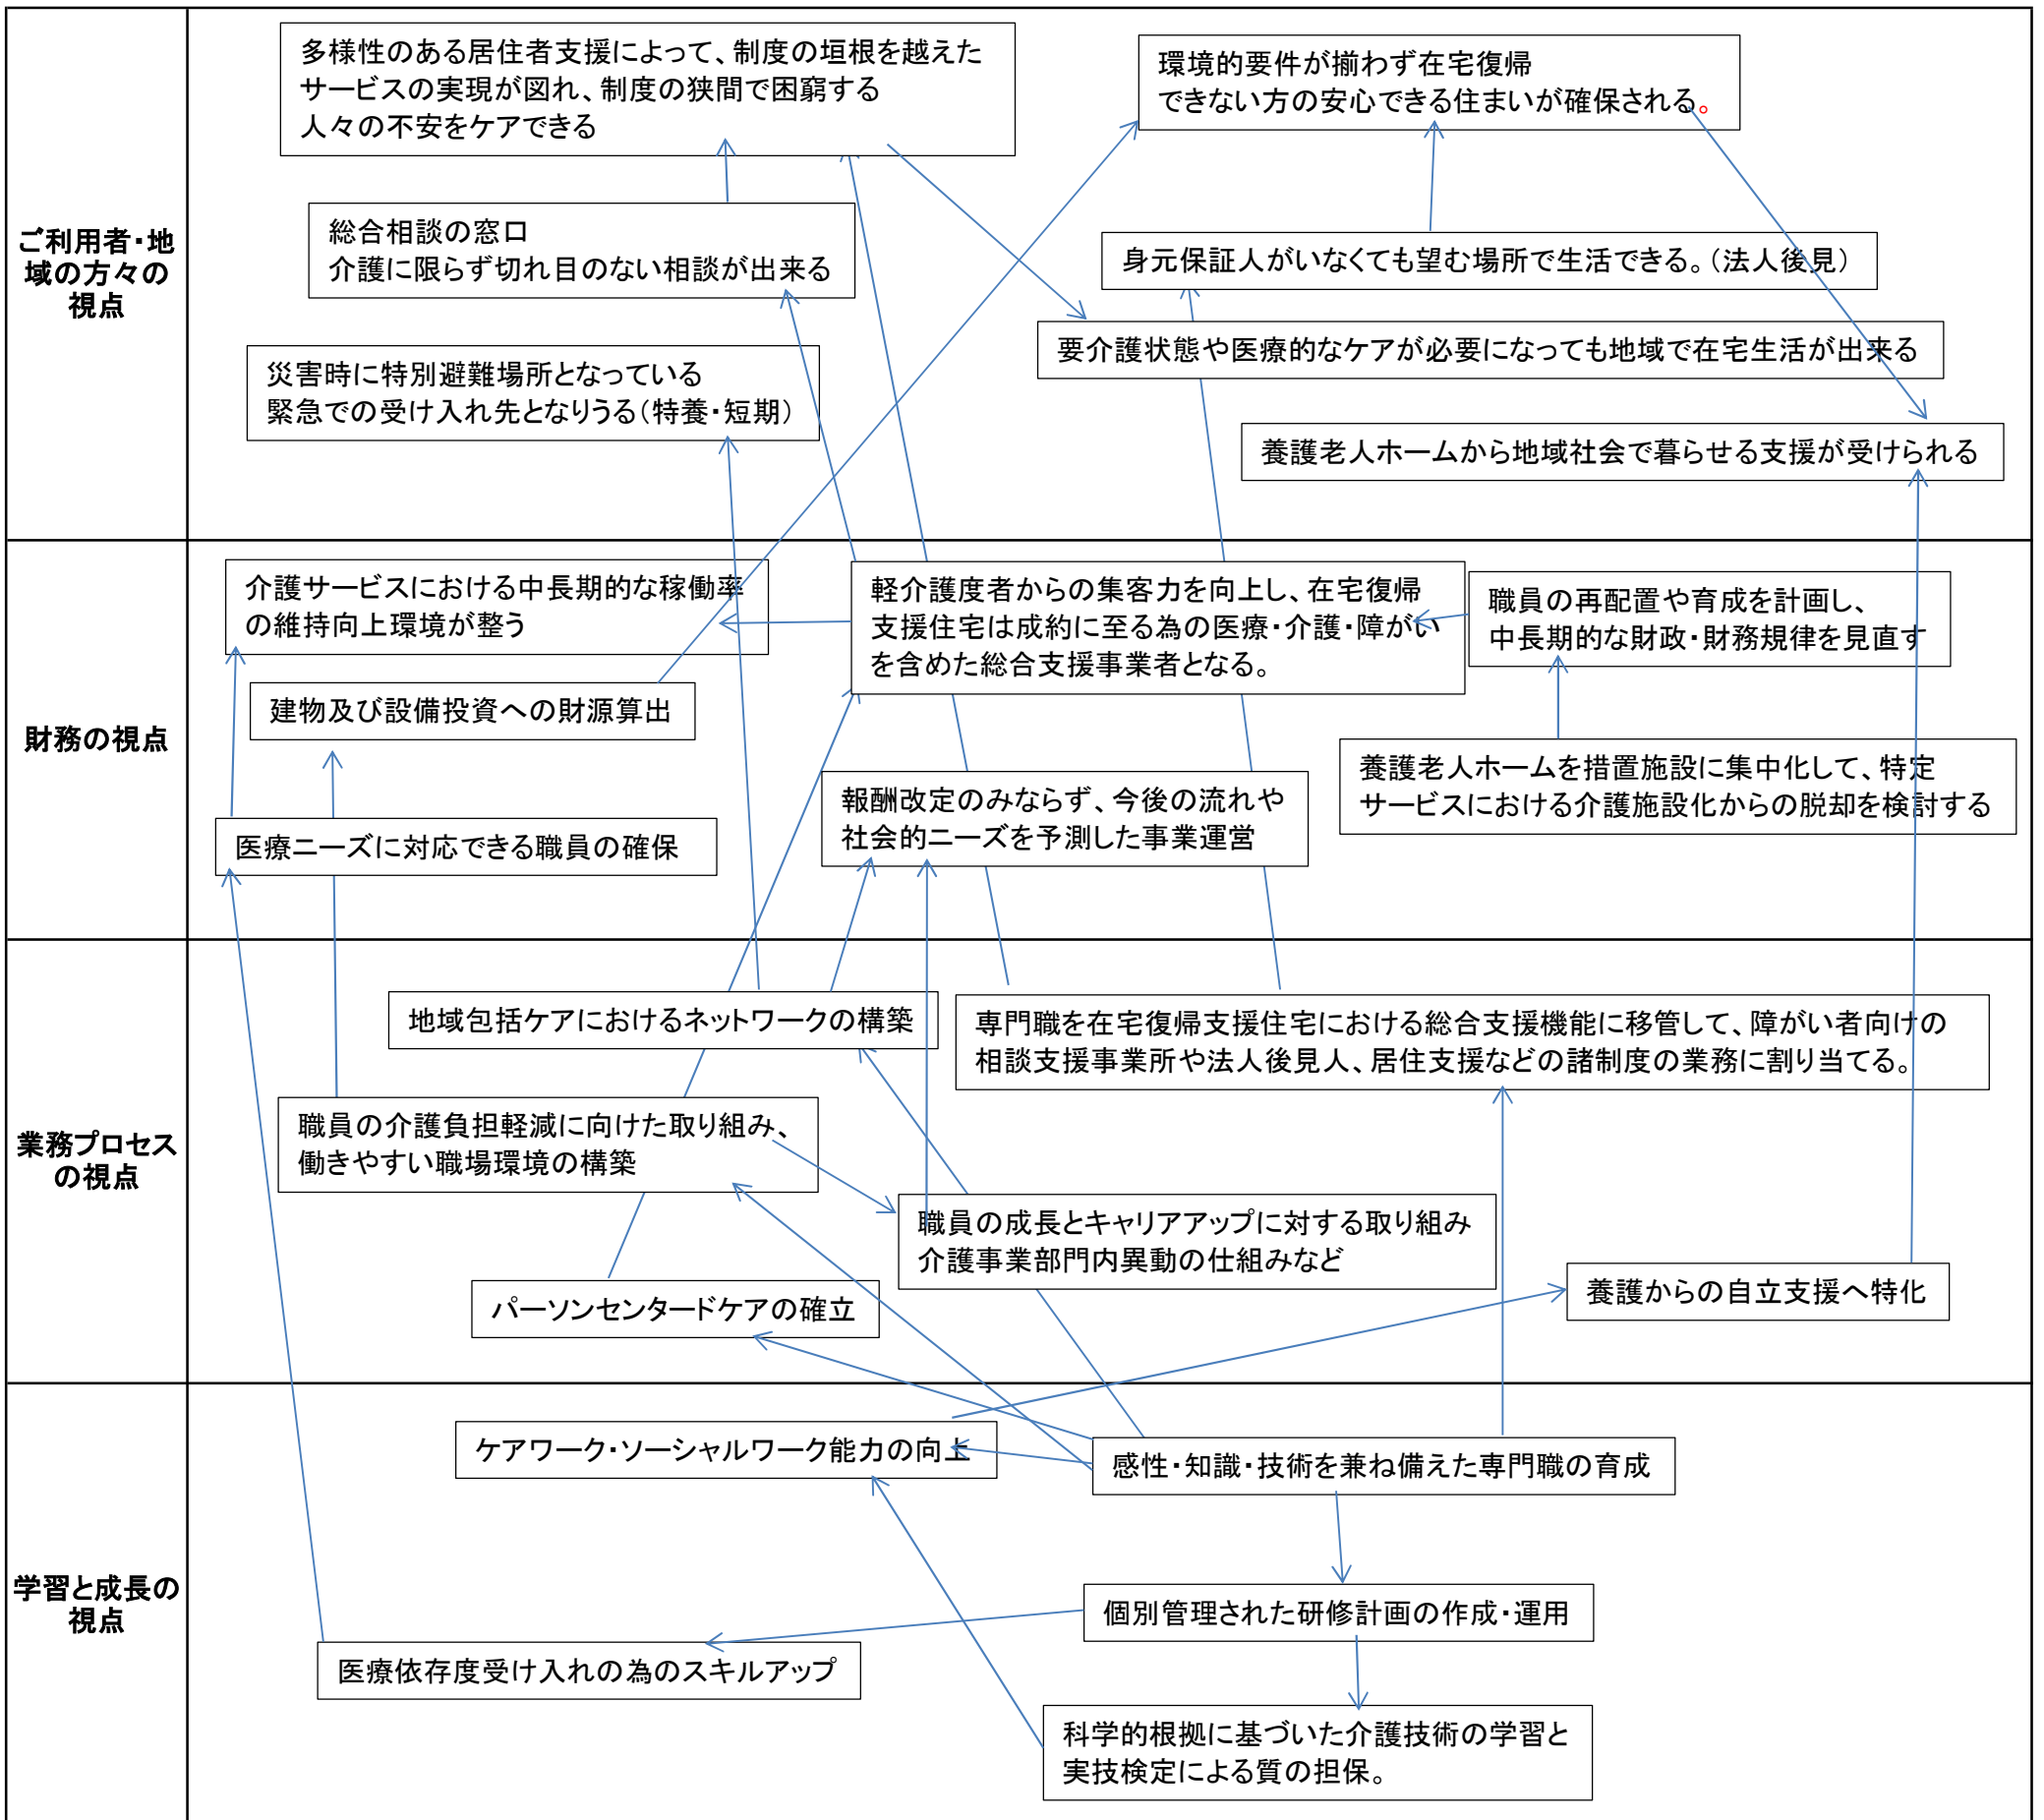 ご利用者・地
域の方々の
視点
多様性のある居住者支援によって、制度の垣根を越えた
サービスの実現が図れ、制度の狭間で困窮する
人々の不安をケアできる
環境的要件が揃わず在宅復帰
できない方の安心できる住まいが確保される。
総合相談の窓口
介護に限らず切れ目のない相談が出来る
身元保証人がいなくても望む場所で生活できる。（法人後見）
要介護状態や医療的なケアが必要になっても地域で在宅生活が出来る
災害時に特別避難場所となっている
緊急での受け入れ先となりうる（特養・短期）
養護老人ホームから地域社会で暮らせる支援が受けられる
財務の視点
介護サービスにおける中長期的な稼働率
の維持向上環境が整う
軽介護度者からの集客力を向上し、在宅復帰
支援住宅は成約に至る為の医療・介護・障がい
を含めた総合支援事業者となる。
職員の再配置や育成を計画し、
中長期的な財政・財務規律を見直す
建物及び設備投資への財源算出
養護老人ホームを措置施設に集中化して、特定
サービスにおける介護施設化からの脱却を検討する
報酬改定のみならず、今後の流れや
社会的ニーズを予測した事業運営
医療ニーズに対応できる職員の確保
業務プロセス
の視点
地域包括ケアにおけるネットワークの構築
専門職を在宅復帰支援住宅における総合支援機能に移管して、障がい者向けの
相談支援事業所や法人後見人、居住支援などの諸制度の業務に割り当てる。
職員の介護負担軽減に向けた取り組み、
働きやすい職場環境の構築
職員の成長とキャリアアップに対する取り組み
介護事業部門内異動の仕組みなど
養護からの自立支援へ特化
パーソンセンタードケアの確立
学習と成長の
視点
ケアワーク・ソーシャルワーク能力の向上
感性・知識・技術を兼ね備えた専門職の育成
個別管理された研修計画の作成・運用
医療依存度受け入れの為のスキルアップ
科学的根拠に基づいた介護技術の学習と
実技検定による質の担保。